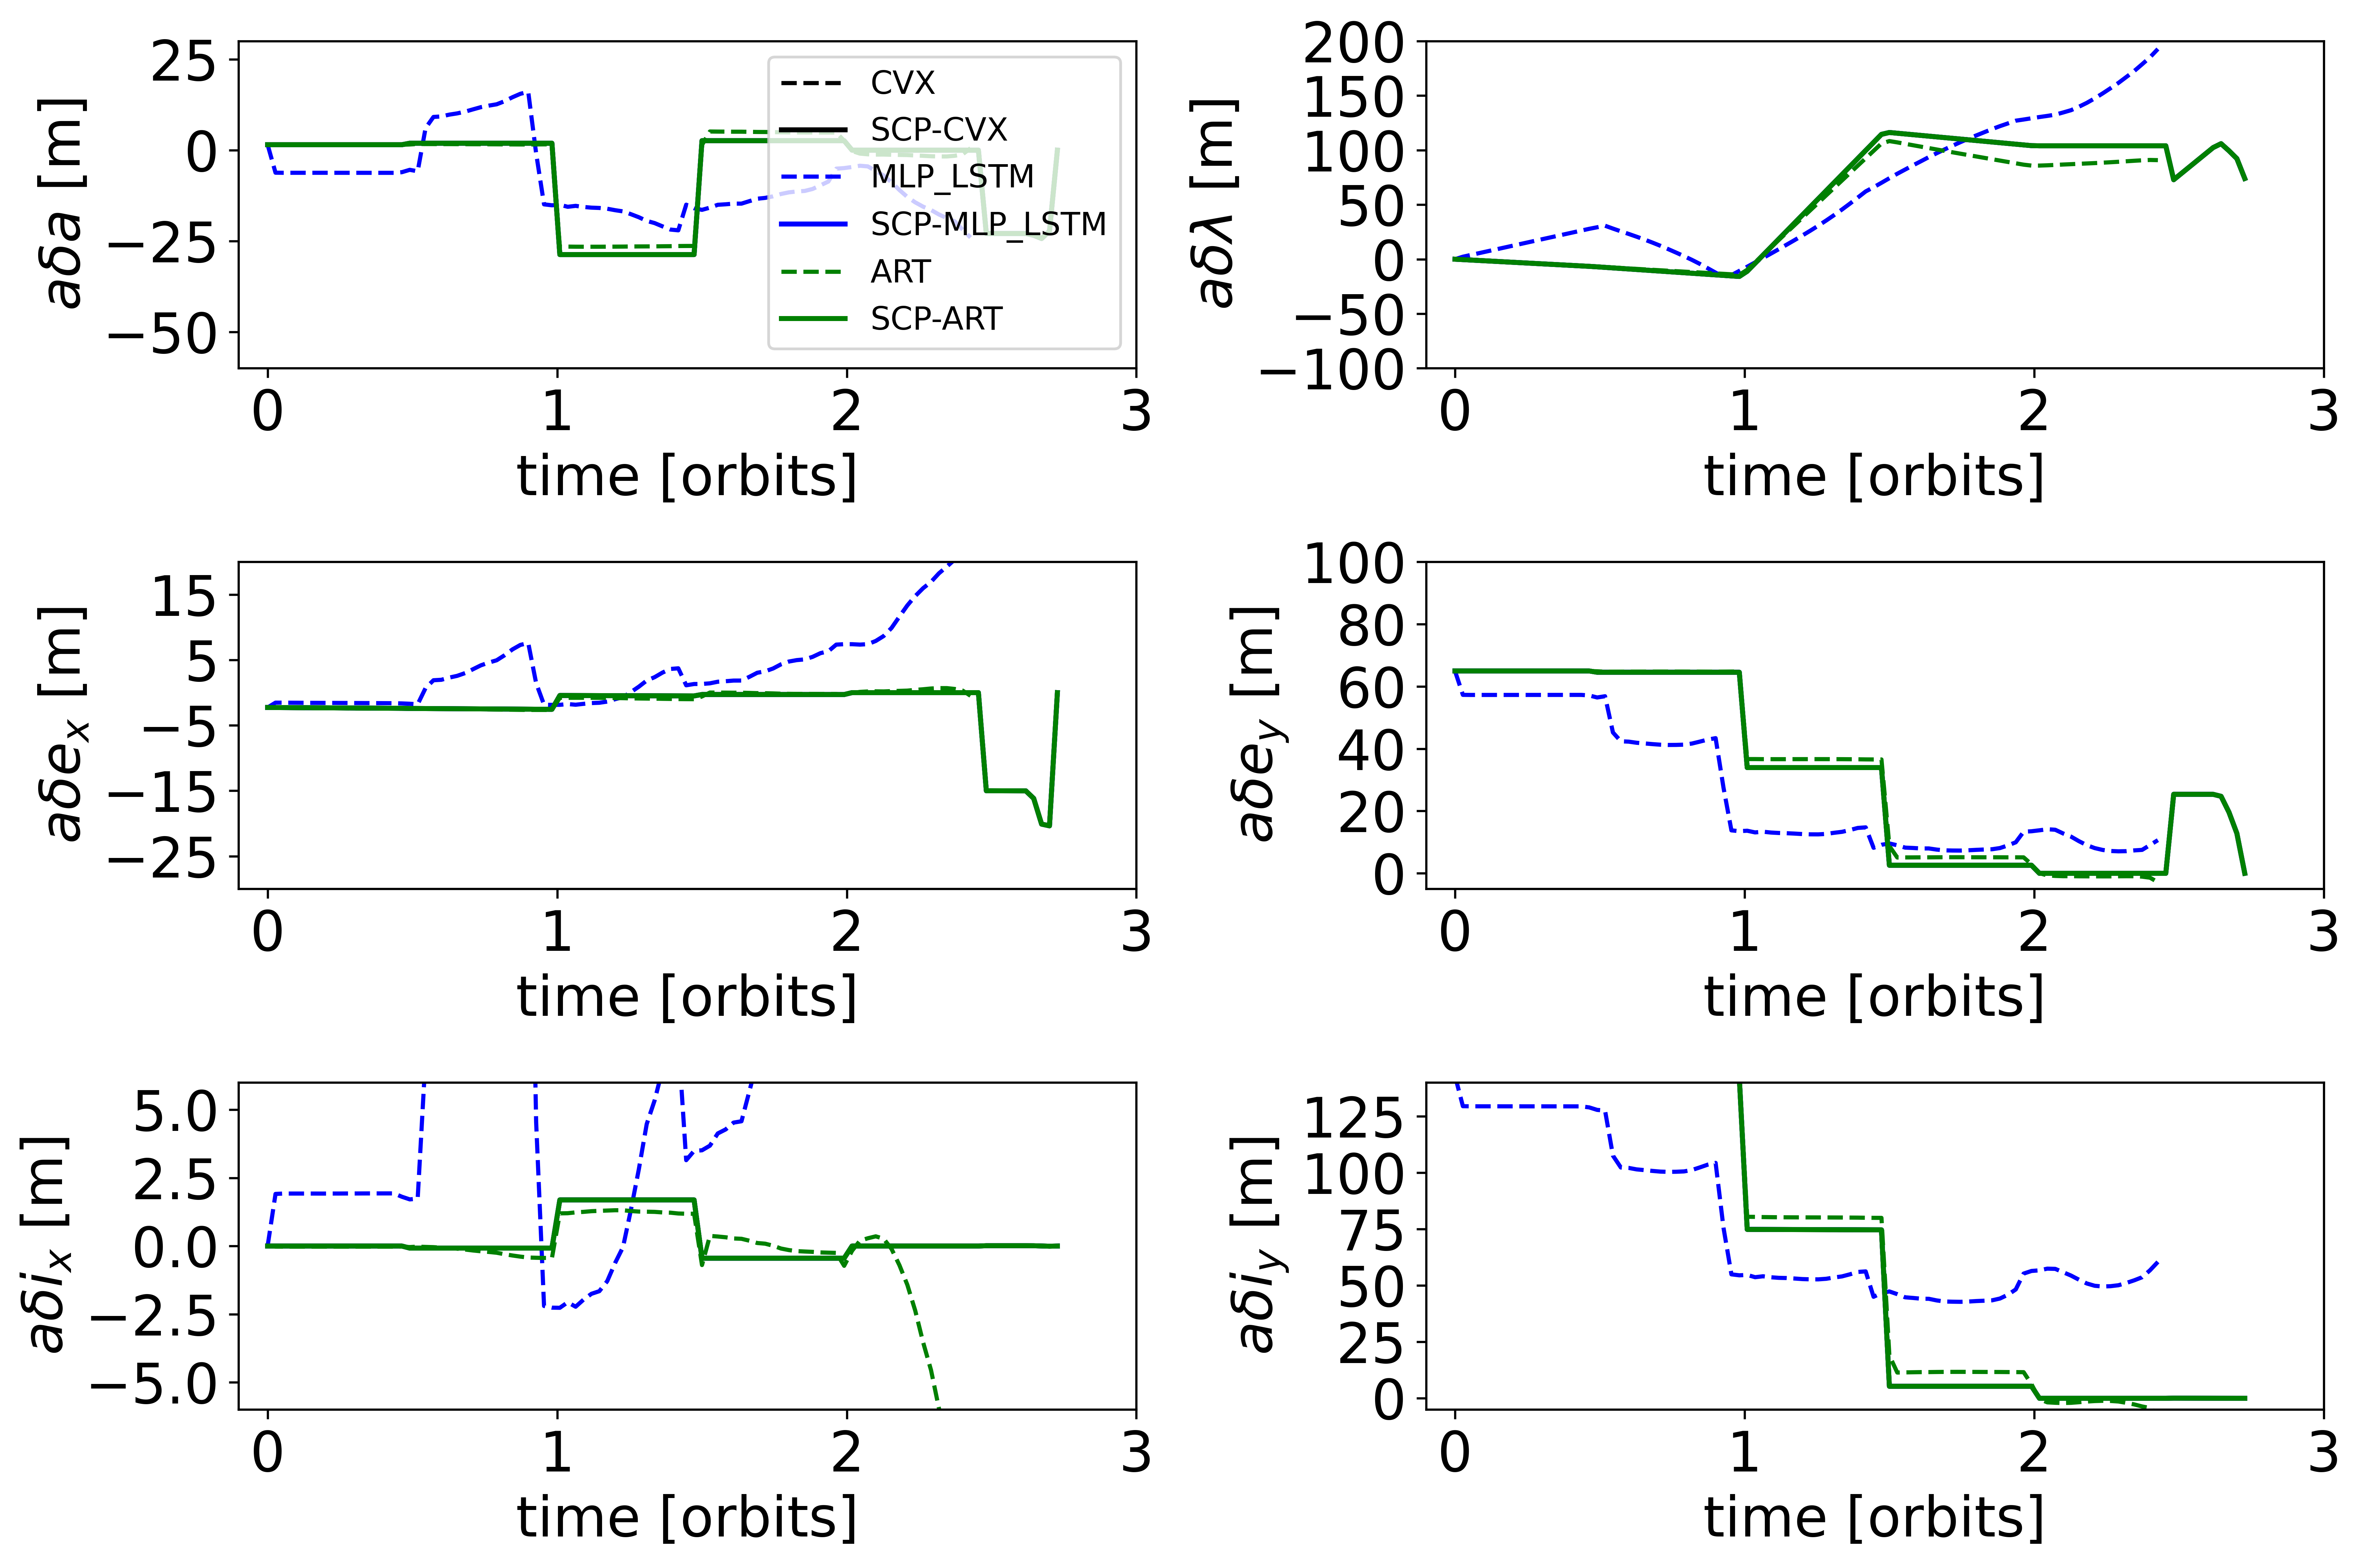 25
0
−25
−50
aδa [m]
CVX
SCP-CVX
MLP_LSTM
SCP-MLP_LSTM
ART
SCP-ART
0 1 2 3
time [orbits]
200
150
100
50
0
−50
−100
aδλ [m]
0 1 2 3
time [orbits]
15
5
−5
−15
−25
aδeₓ [m]
0 1 2 3
time [orbits]
100
80
60
40
20
0
aδe_y [m]
0 1 2 3
time [orbits]
5.0
2.5
0.0
−2.5
−5.0
aδiₓ [m]
0 1 2 3
time [orbits]
125
100
75
50
25
0
aδi_y [m]
0 1 2 3
time [orbits]